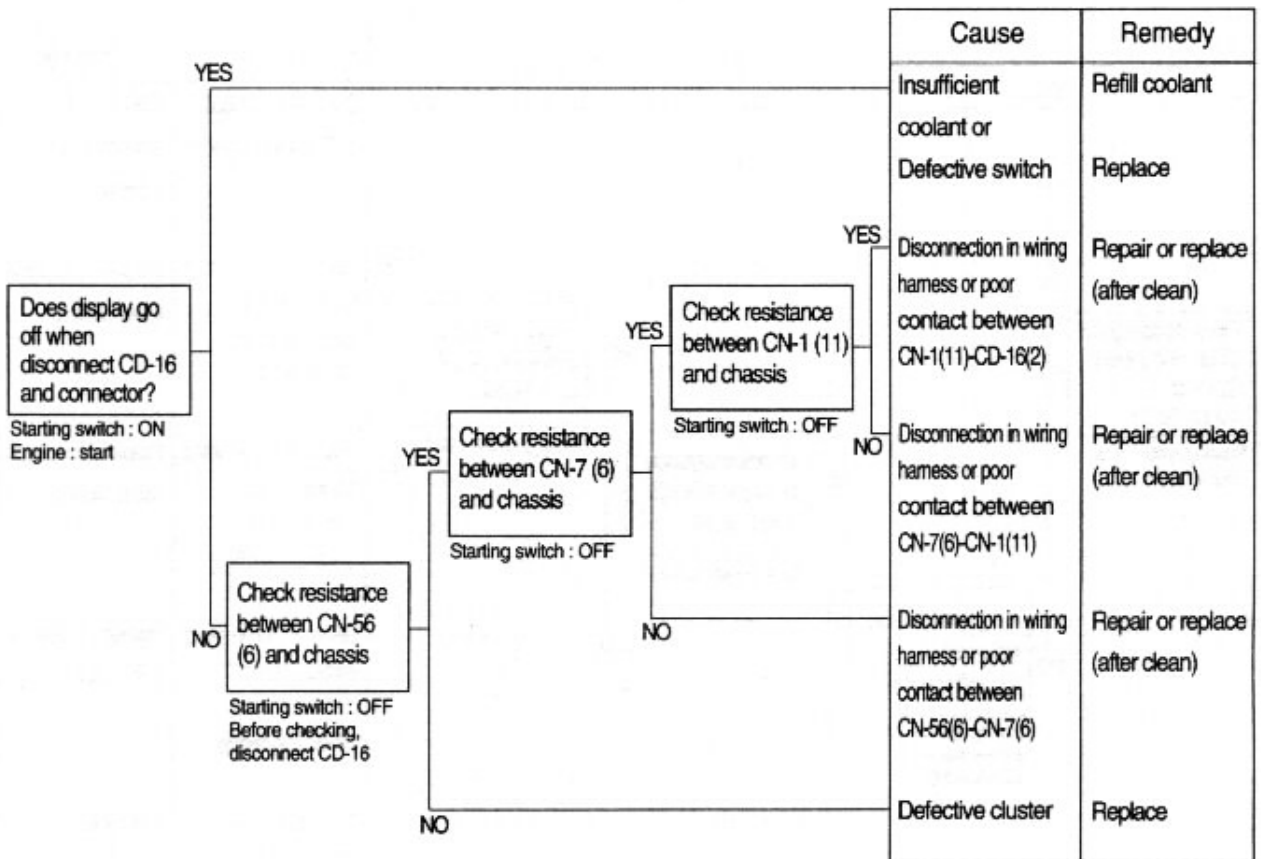 Cause
Remedy
YES
Insufficient
coolant or
Defective switch
Refill coolant
Replace
Does display go
off when
disconnect CD-16
and connector?
Starting switch : ON
Engine : start
NO
Check resistance
between CN-56
(6) and chassis
Starting switch : OFF
Before checking,
disconnect CD-16
YES
Check resistance
between CN-7 (6)
and chassis
Starting switch : OFF
YES
Check resistance
between CN-1 (11)
and chassis
Starting switch : OFF
YES
Disconnection in wiring
harness or poor
contact between
CN-1(11)-CD-16(2)
Repair or replace
(after clean)
NO
Disconnection in wiring
harness or poor
contact between
CN-7(6)-CN-1(11)
Repair or replace
(after clean)
NO
Disconnection in wiring
harness or poor
contact between
CN-56(6)-CN-7(6)
Repair or replace
(after clean)
NO
Defective cluster
Replace